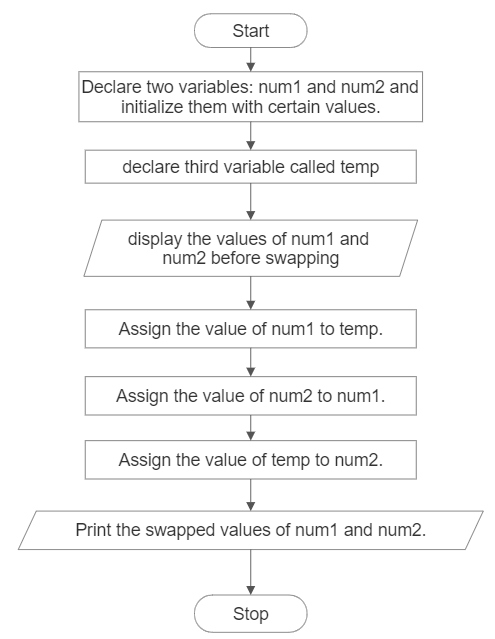 Start
Declare two variables: num1 and num2 and
initialize them with certain values.
declare third variable called temp
display the values of num1 and
num2 before swapping
Assign the value of num1 to temp.
Assign the value of num2 to num1.
Assign the value of temp to num2.
Print the swapped values of num1 and num2.
Stop